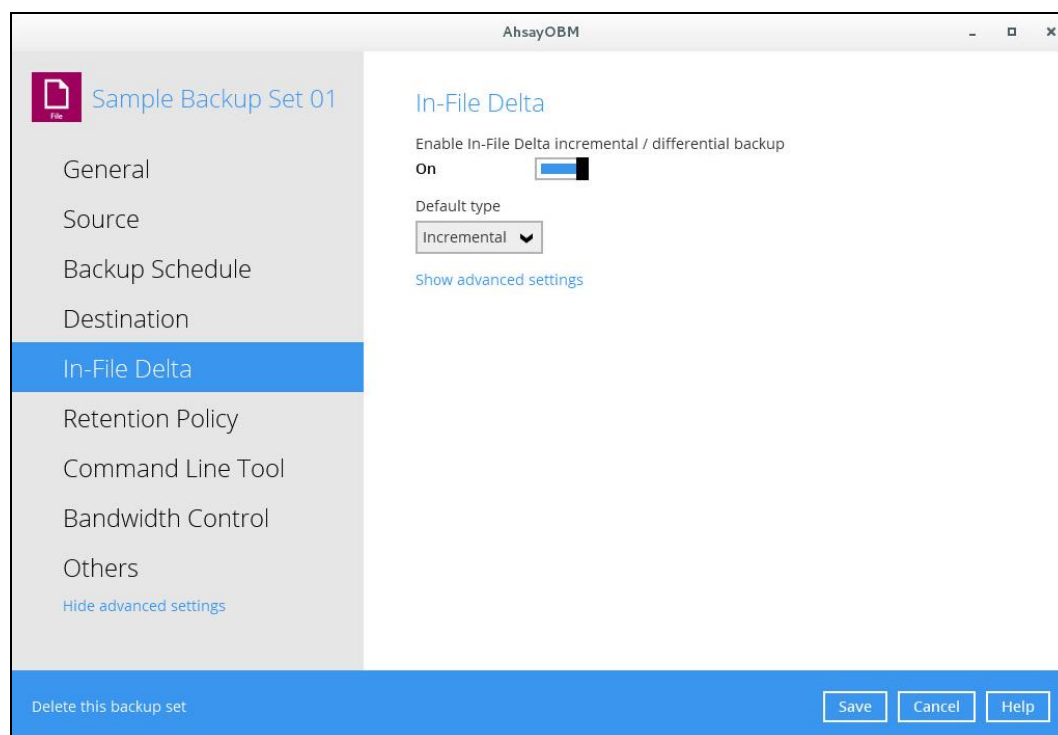 AhsayOBM
File
Sample Backup Set 01
General
Source
Backup Schedule
Destination
In-File Delta
Retention Policy
Command Line Tool
Bandwidth Control
Others
Hide advanced settings
In-File Delta
Enable In-File Delta incremental / differential backup
On
Default type
Incremental
Show advanced settings
Delete this backup set
Save Cancel Help